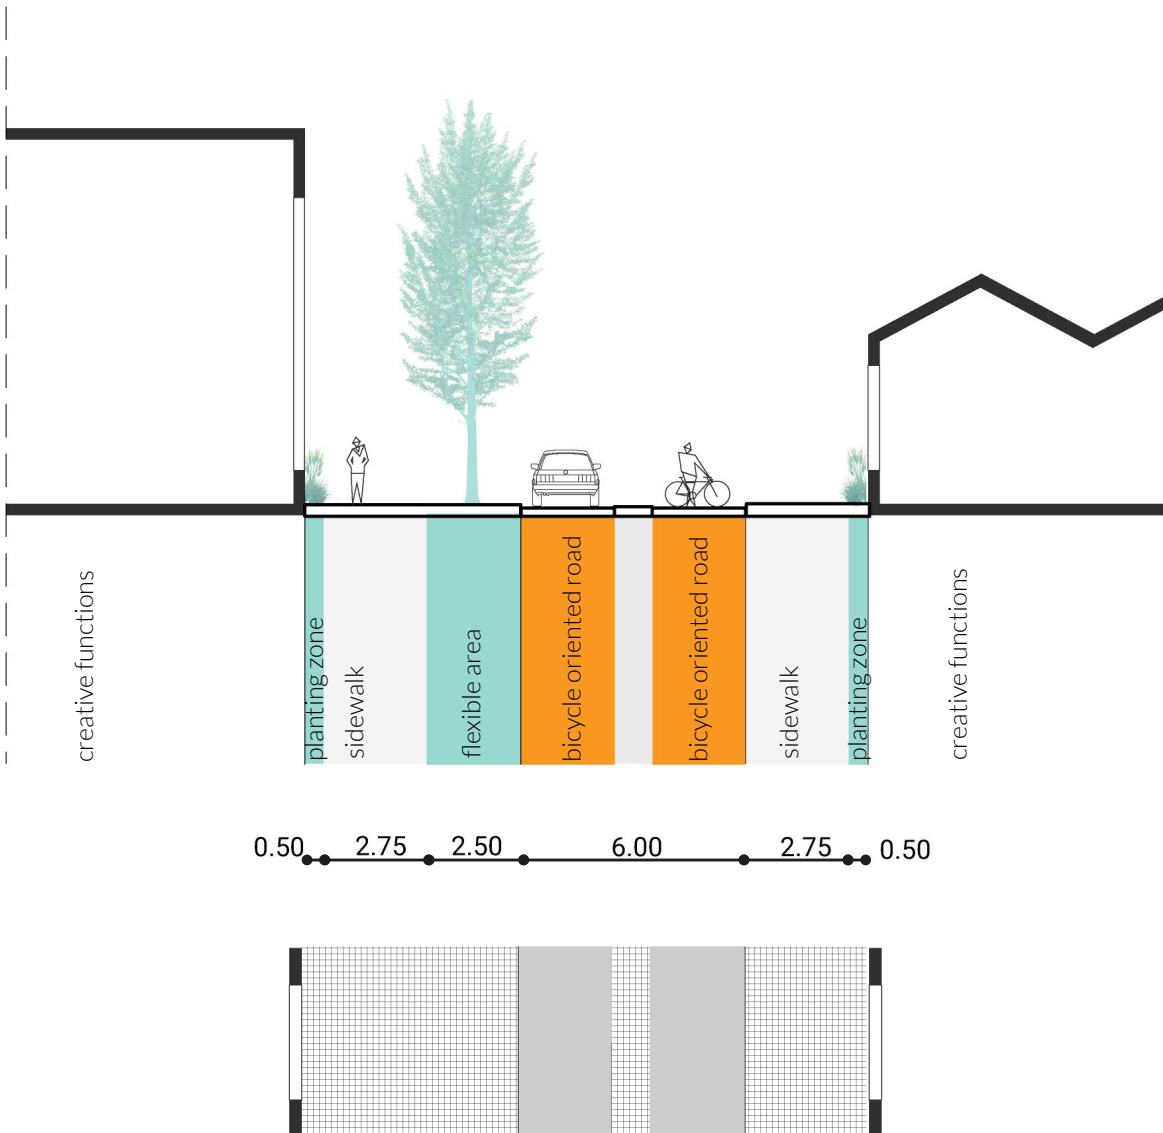 creative functions
planting zone
sidewalk
flexible area
bicycle oriented road
bicycle oriented road
sidewalk
planting zone
creative functions
0.50 2.75 2.50 6.00 2.75 0.50